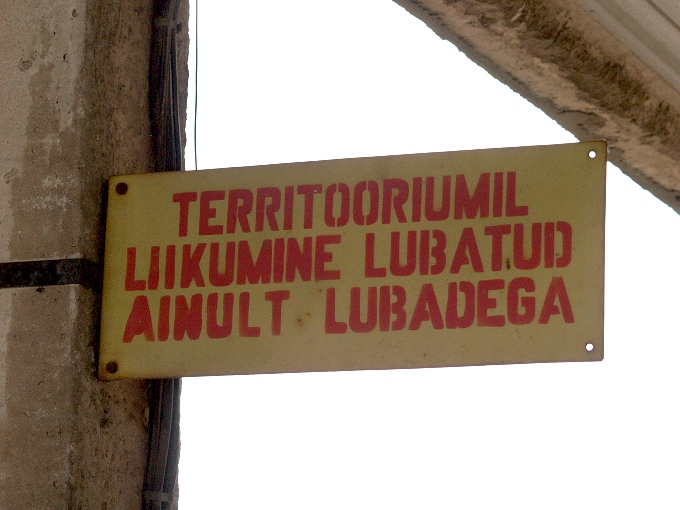 TERRITOORIUMIL
LIIKUMINE LUBATUD
AINULT LUBADEGA